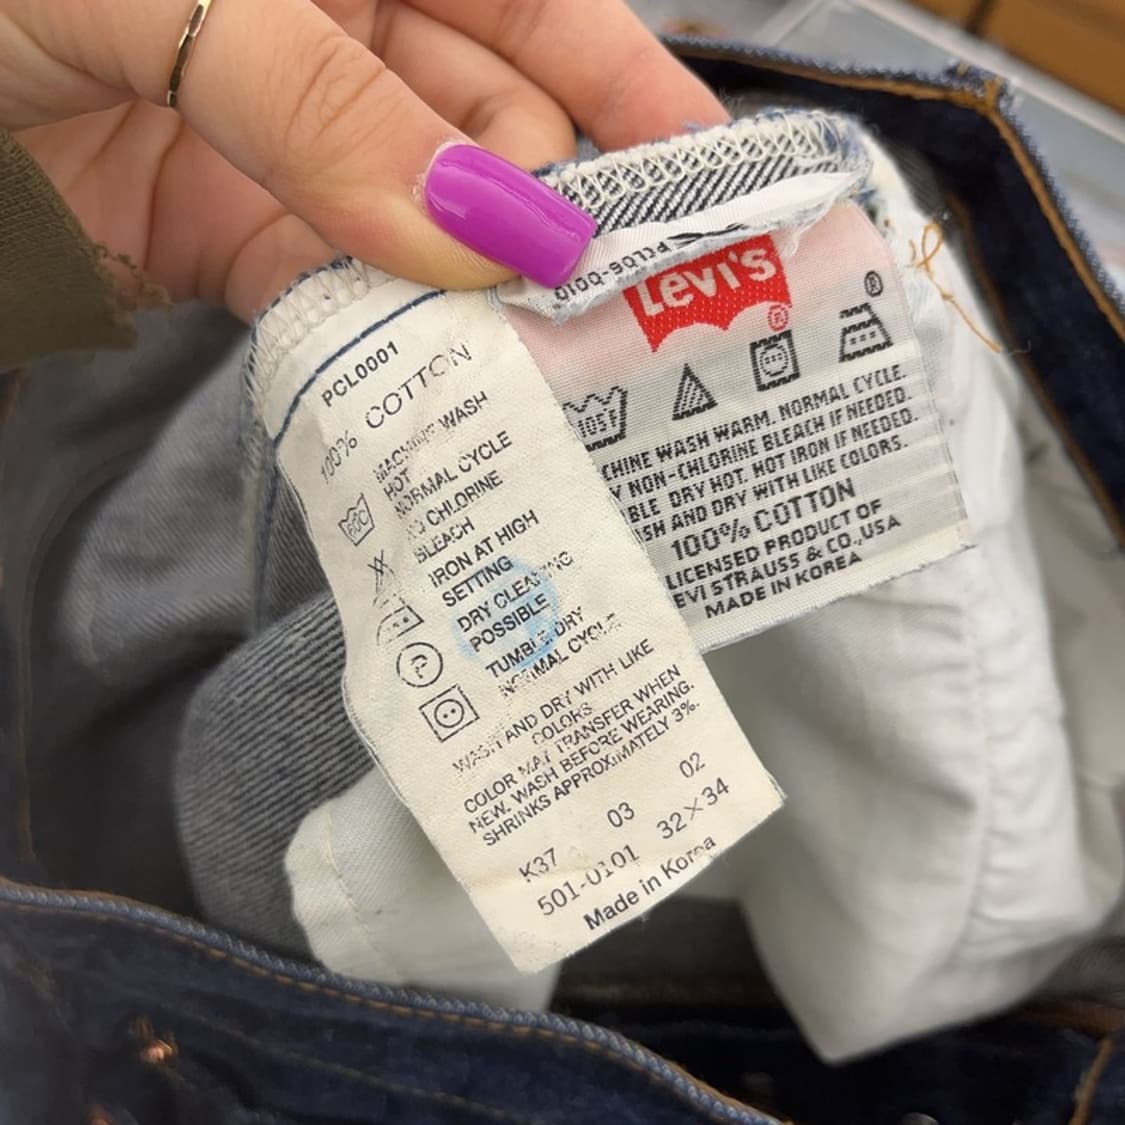 PCL0001
100% COTTON
60C
MACHINE WASH
HOT
NORMAL CYCLE
NO CHLORINE
BLEACH
IRON AT HIGH
SETTING
DRY CLEANING
POSSIBLE
P
TUMBLE DRY
NORMAL CYCLE
WASH AND DRY WITH LIKE
COLORS
COLOR MAY TRANSFER WHEN
NEW. WASH BEFORE WEARING.
SHRINKS APPROXIMATELY 3%.
03 02
K37 32×34
501-0101
Made in Korea
Levi's
®
®
105F
CHINE WASH WARM. NORMAL CYCLE.
Y NON-CHLORINE BLEACH IF NEEDED.
BLE DRY HOT. HOT IRON IF NEEDED.
SH AND DRY WITH LIKE COLORS.
100% COTTON
LICENSED PRODUCT OF
EVI STRAUSS & CO., USA
MADE IN KOREA